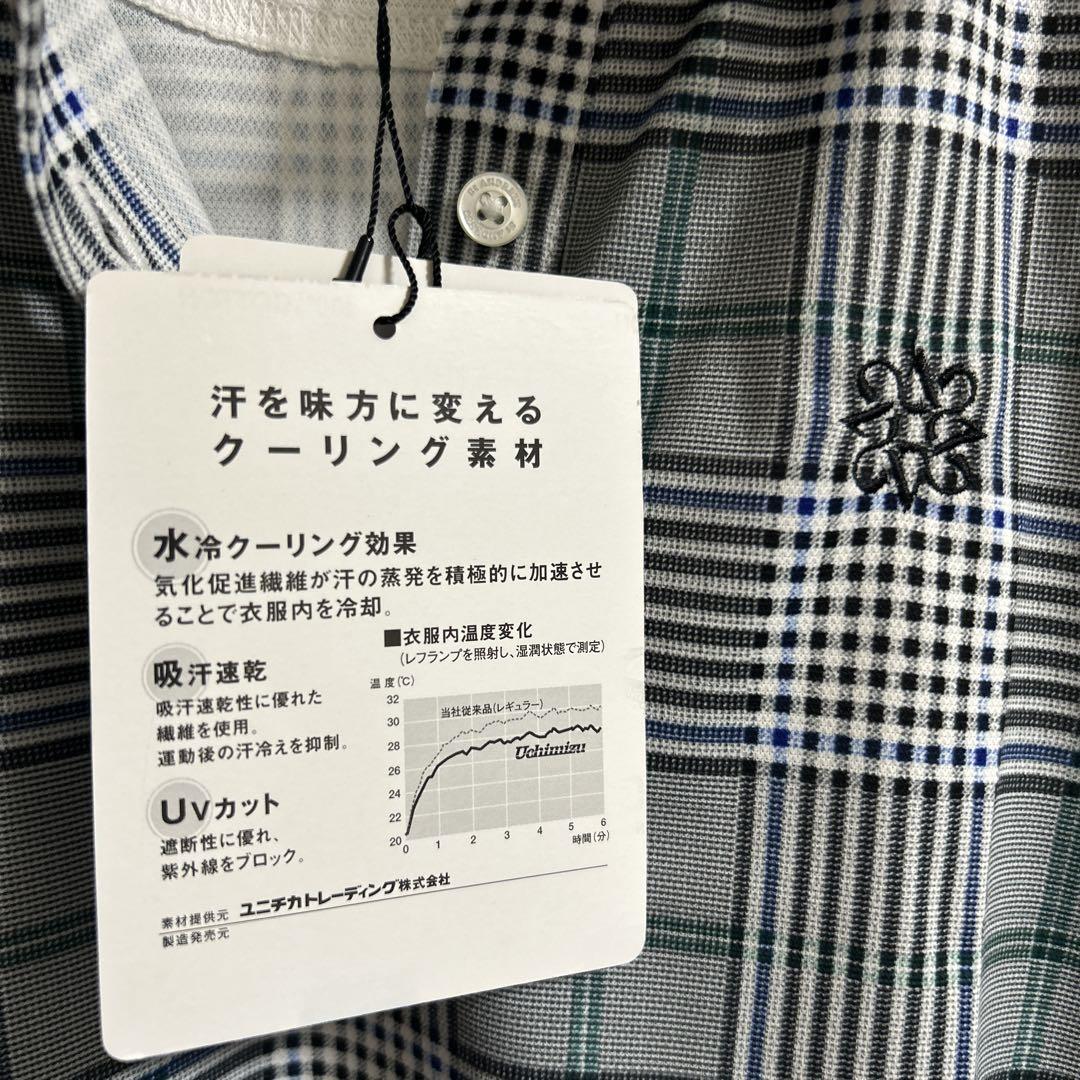 汗を味方に変える
クーリング素材
水冷クーリング効果
気化促進繊維が汗の蒸発を積極的に加速させ
ることで衣服内を冷却。
吸汗速乾
吸汗速乾性に優れた
繊維を使用。
運動後の汗冷えを抑制。
UVカット
遮断性に優れ、
紫外線をブロック。
■衣服内温度変化
(レフランプを照射し、湿潤状態で測定)
温度(℃)
32
30
28
26
24
22
20
当社従来品(レギュラー)
Uchimizu
0 1 2 3 4 5 6
時間(分)
素材提供元 ユニチカトレーディング株式会社
製造発売元